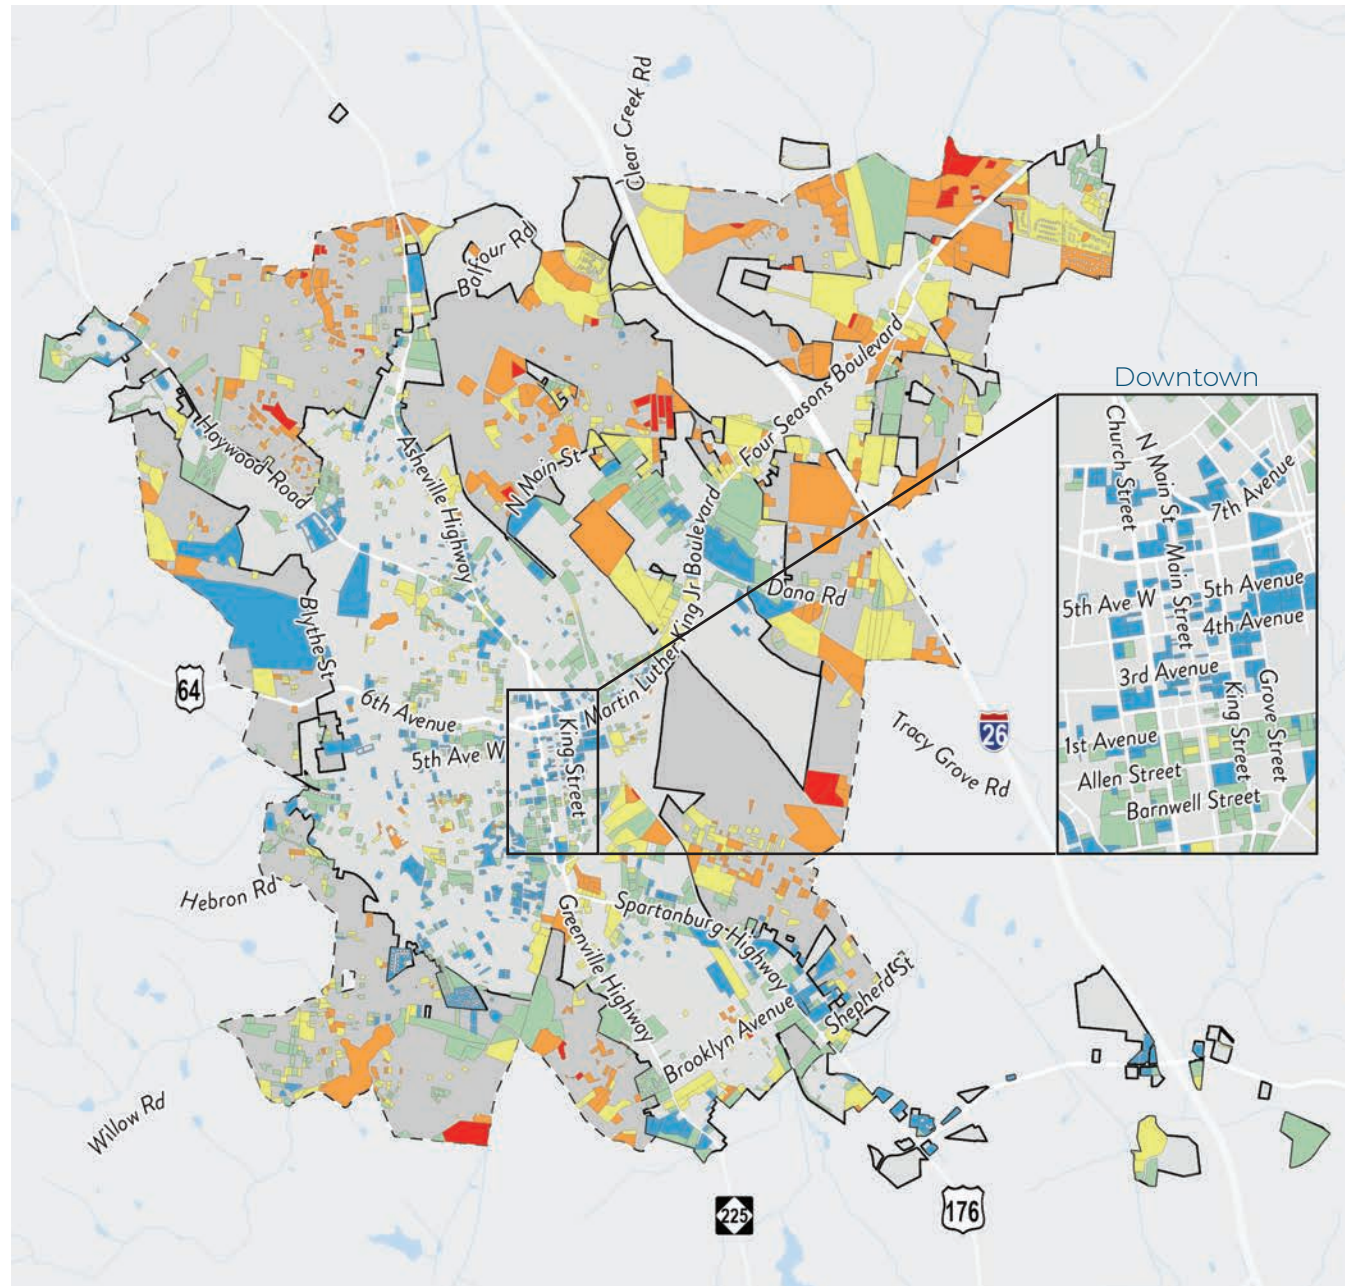 Clear Creek Rd
Balfour Rd
Downtown
Four Seasons Boulevard
Haywood Road
Asheville Highway
N Main St
Martin Luther King Jr Boulevard
Dana Rd
Blythe St
64
6th Avenue
5th Ave W
King Street
Tracy Grove Rd
26
Hebron Rd
Spartanburg Highway
Greenville Highway
Shepherd St
Brooklyn Avenue
Willow Rd
225
176
Church Street
N Main St
7th Avenue
Main Street
5th Avenue
5th Ave W
4th Avenue
3rd Avenue
King Street
Grove Street
1st Avenue
Allen Street
Barnwell Street